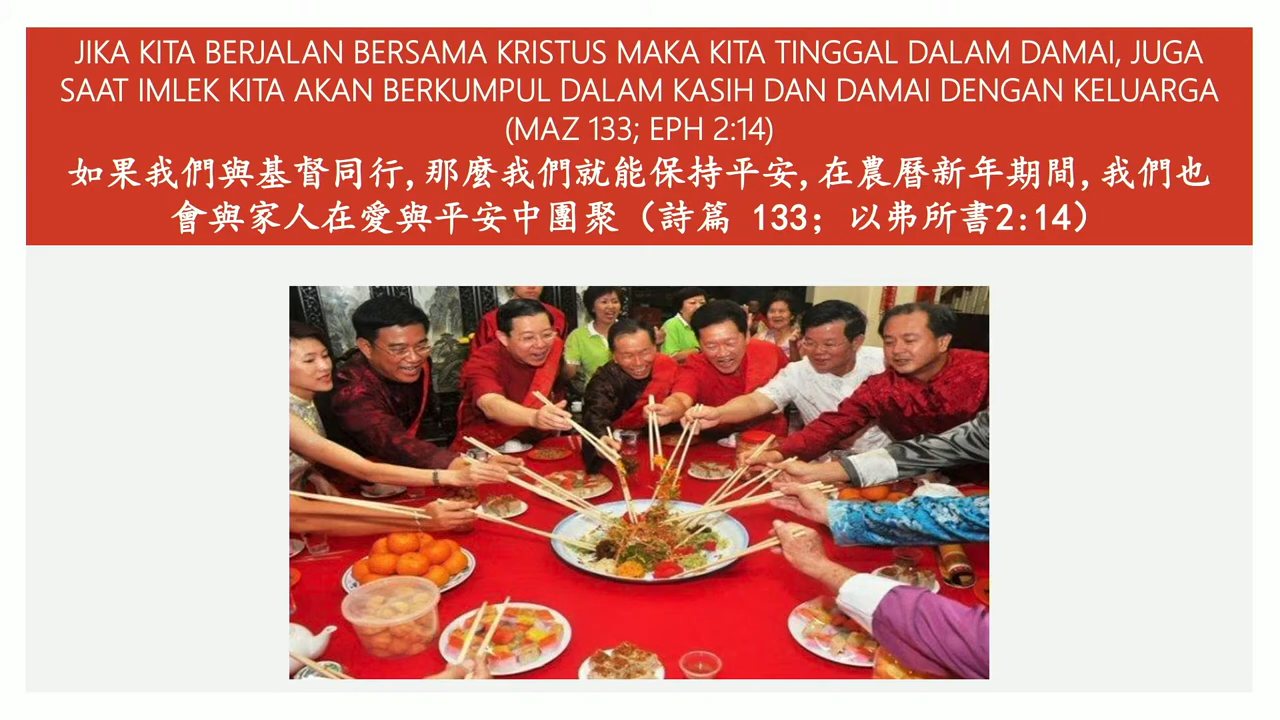 JIKA KITA BERJALAN BERSAMA KRISTUS MAKA KITA TINGGAL DALAM DAMAI, JUGA
SAAT IMLEK KITA AKAN BERKUMPUL DALAM KASIH DAN DAMAI DENGAN KELUARGA
(MAZ 133; EPH 2:14)
如果我們與基督同行,那麼我們就能保持平安,在農曆新年期間,我們也
會與家人在愛與平安中團聚（詩篇 133；以弗所書2:14）